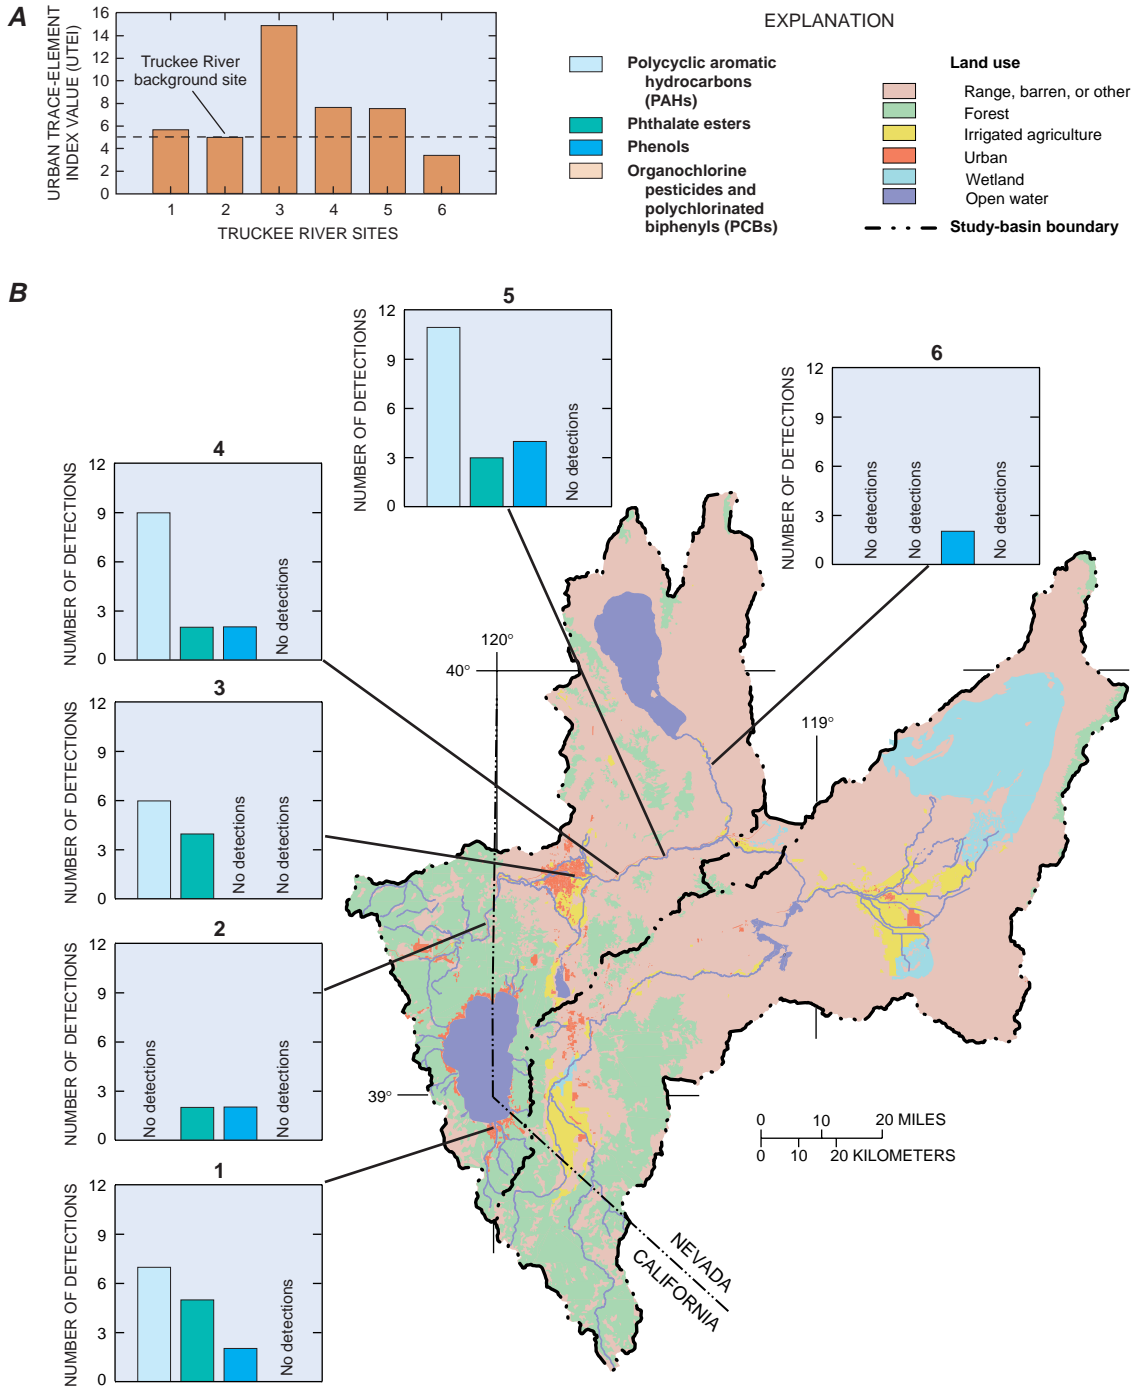 A
URBAN TRACE-ELEMENT
INDEX VALUE (UTEI)
16
14
12
10
8
6
4
2
0
Truckee River
background site
1 2 3 4 5 6
TRUCKEE RIVER SITES
EXPLANATION
Polycyclic aromatic
hydrocarbons
(PAHs)
Phthalate esters
Phenols
Organochlorine
pesticides and
polychlorinated
biphenyls (PCBs)
Land use
Range, barren, or other
Forest
Irrigated agriculture
Urban
Wetland
Open water
Study-basin boundary
B
5
NUMBER OF DETECTIONS
12
9
6
3
0
No detections
6
NUMBER OF DETECTIONS
12
9
6
3
0
No detections
No detections
No detections
4
NUMBER OF DETECTIONS
12
9
6
3
0
No detections
3
NUMBER OF DETECTIONS
12
9
6
3
0
No detections
No detections
2
NUMBER OF DETECTIONS
12
9
6
3
0
No detections
No detections
1
NUMBER OF DETECTIONS
12
9
6
3
0
No detections
120°
40°
119°
39°
NEVADA
CALIFORNIA
0 10 20 MILES
0 10 20 KILOMETERS